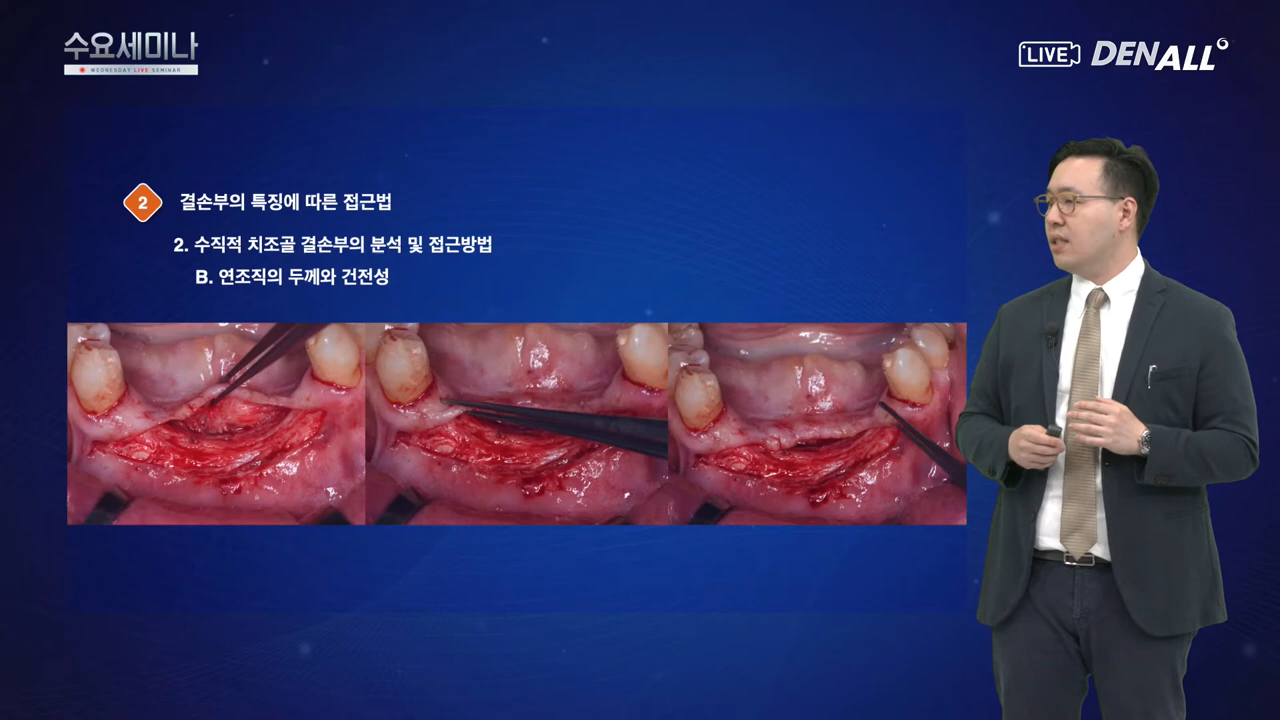 수요세미나
WEDNESDAY LIVE SEMINAR
LIVE
DENALL
2
결손부의 특징에 따른 접근법
2. 수직적 치조골 결손부의 분석 및 접근방법
B. 연조직의 두께와 건전성